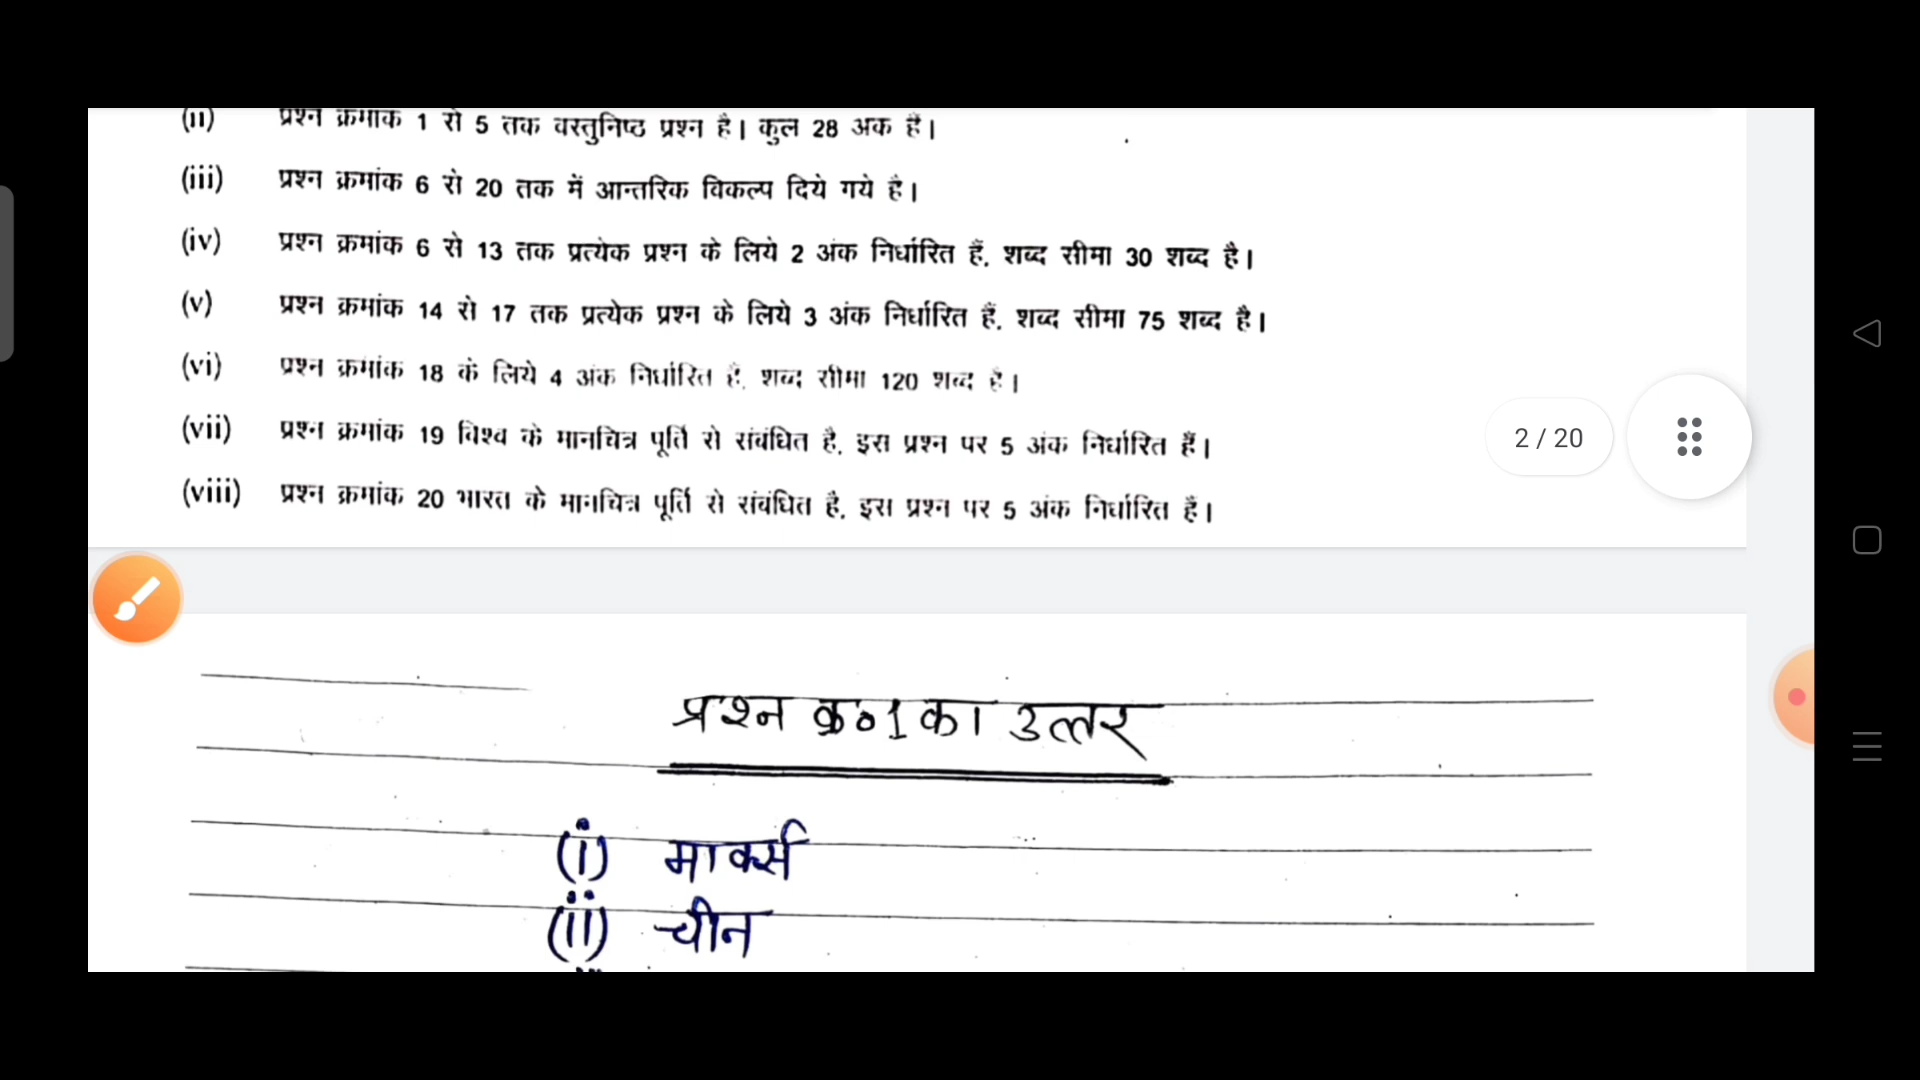 (ii) प्रश्न क्रमांक 1 से 5 तक वस्तुनिष्ठ प्रश्न है। कुल 28 अंक हैं।
(iii) प्रश्न क्रमांक 6 से 20 तक में आन्तरिक विकल्प दिये गये है।
(iv) प्रश्न क्रमांक 6 से 13 तक प्रत्येक प्रश्न के लिये 2 अंक निर्धारित हैं, शब्द सीमा 30 शब्द है।
(v) प्रश्न क्रमांक 14 से 17 तक प्रत्येक प्रश्न के लिये 3 अंक निर्धारित हैं, शब्द सीमा 75 शब्द है।
(vi) प्रश्न क्रमांक 18 के लिये 4 अंक निर्धारित है, शब्द सीमा 120 शब्द है।
(vii) प्रश्न क्रमांक 19 विश्व के मानचित्र पूर्ति से संबंधित है, इस प्रश्न पर 5 अंक निर्धारित हैं।
2 / 20
(viii) प्रश्न क्रमांक 20 भारत के मानचित्र पूर्ति से संबंधित है, इस प्रश्न पर 5 अंक निर्धारित हैं।
प्रश्न क्र० 1 का उत्तर
(i) मार्क्स
(ii) चीन